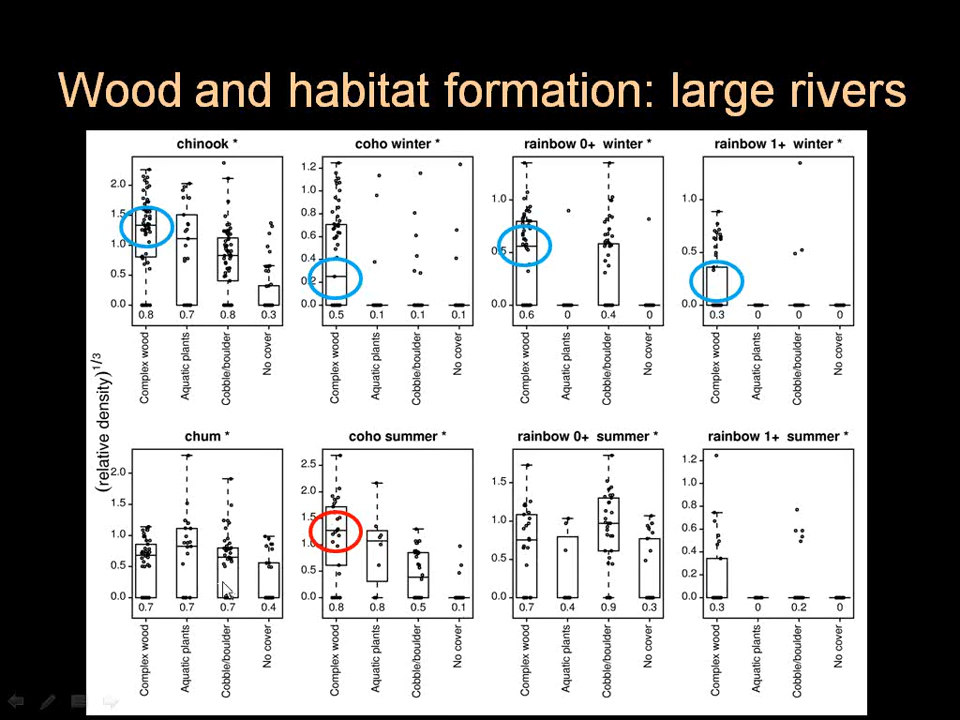 Wood and habitat formation: large rivers
chinook * coho winter * rainbow 0+ winter * rainbow 1+ winter *
2.0
1.5
1.0
0.5
0.0
0.8 0.7 0.8 0.3
1.2
1.0
0.8
0.6
0.4
0.2
0.0
0.5 0.1 0.1 0.1
1.0
0.5
0.0
0.6 0 0.4 0
1.0
0.5
0.0
0.3 0 0 0
Complex wood
Aquatic plants
Cobble/boulder
No cover
Complex wood
Aquatic plants
Cobble/boulder
No cover
Complex wood
Aquatic plants
Cobble/boulder
No cover
Complex wood
Aquatic plants
Cobble/boulder
No cover
(relative density)^1/3
chum * coho summer * rainbow 0+ summer * rainbow 1+ summer *
2.0
1.5
1.0
0.5
0.0
0.7 0.7 0.7 0.4
2.5
2.0
1.5
1.0
0.5
0.0
0.8 0.8 0.5 0.1
1.5
1.0
0.5
0.0
0.7 0.4 0.9 0.3
1.2
1.0
0.8
0.6
0.4
0.2
0.0
0.3 0 0.2 0
Complex wood
Aquatic plants
Cobble/boulder
No cover
Complex wood
Aquatic plants
Cobble/boulder
No cover
Complex wood
Aquatic plants
Cobble/boulder
No cover
Complex wood
Aquatic plants
Cobble/boulder
No cover